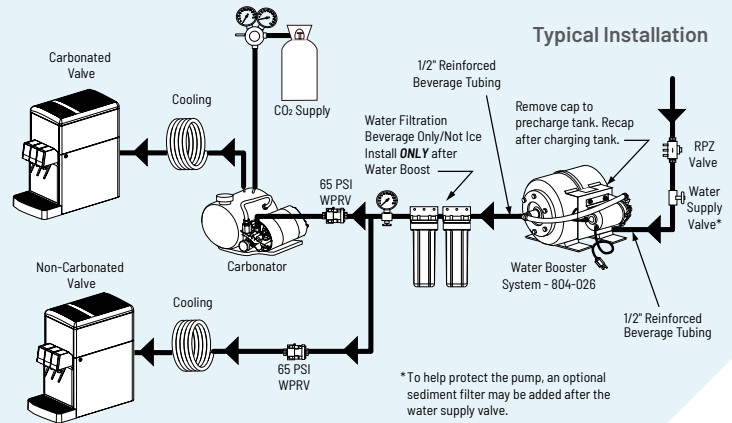 Typical Installation
Carbonated
Valve
Cooling
CO₂ Supply
1/2" Reinforced
Beverage Tubing
Water Filtration
Beverage Only/Not Ice
Install ONLY after
Water Boost
Remove cap to
precharge tank. Recap
after charging tank.
RPZ
Valve
Water
Supply
Valve*
65 PSI
WPRV
Carbonator
Water Booster
System - 804-026
1/2" Reinforced
Beverage Tubing
Non-Carbonated
Valve
Cooling
65 PSI
WPRV
*To help protect the pump, an optional
sediment filter may be added after the
water supply valve.